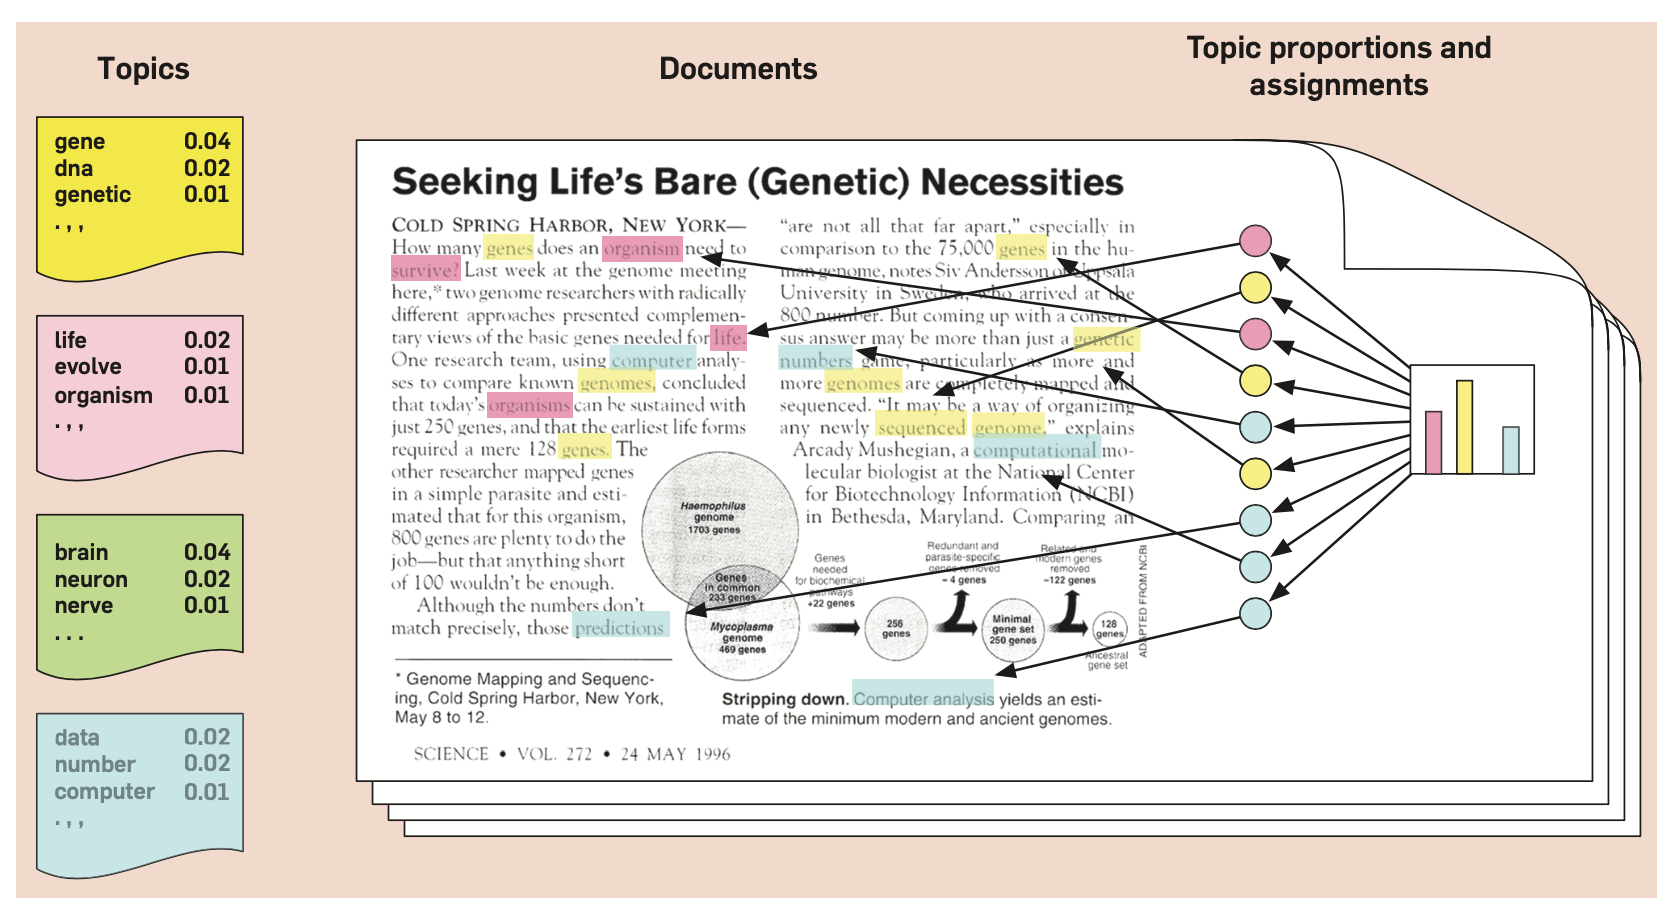 Topics
Documents
Topic proportions and
assignments
gene 0.04
dna 0.02
genetic 0.01
. , ,
life 0.02
evolve 0.01
organism 0.01
. , ,
brain 0.04
neuron 0.02
nerve 0.01
. . .
data 0.02
number 0.02
computer 0.01
. , ,
Seeking Life's Bare (Genetic) Necessities
COLD SPRING HARBOR, NEW YORK—
How many genes does an organism need to
survive? Last week at the genome meeting
here,* two genome researchers with radically
different approaches presented complemen-
tary views of the basic genes needed for life.
One research team, using computer analy-
ses to compare known genomes, concluded
that today's organisms can be sustained with
just 250 genes, and that the earliest life forms
required a mere 128 genes. The
other researcher mapped genes
in a simple parasite and esti-
mated that for this organism,
800 genes are plenty to do the
job—but that anything short
of 100 wouldn't be enough.
Although the numbers don't
match precisely, those predictions
* Genome Mapping and Sequenc-
ing, Cold Spring Harbor, New York,
May 8 to 12.
"are not all that far apart," especially in
comparison to the 75,000 genes in the hu-
man genome, notes Siv Andersson of Uppsala
University in Sweden, who arrived at the
800 number. But coming up with a consen-
sus answer may be more than just a genetic
numbers game, particularly as more and
more genomes are completely mapped and
sequenced. "It may be a way of organizing
any newly sequenced genome," explains
Arcady Mushegian, a computational mo-
lecular biologist at the National Center
for Biotechnology Information (NCBI)
in Bethesda, Maryland. Comparing an
Haemophilus
genome
1703 genes
Genes
in common
233 genes
Mycoplasma
genome
469 genes
Genes
needed
for biochemical
pathways
+22 genes
256
genes
Redundant and
parasite-specific
genes removed
– 4 genes
Minimal
gene set
250 genes
Related and
modern genes
removed
–122 genes
128
genes
Ancestral
gene set
ADAPTED FROM NCBI
Stripping down. Computer analysis yields an esti-
mate of the minimum modern and ancient genomes.
SCIENCE • VOL. 272 • 24 MAY 1996